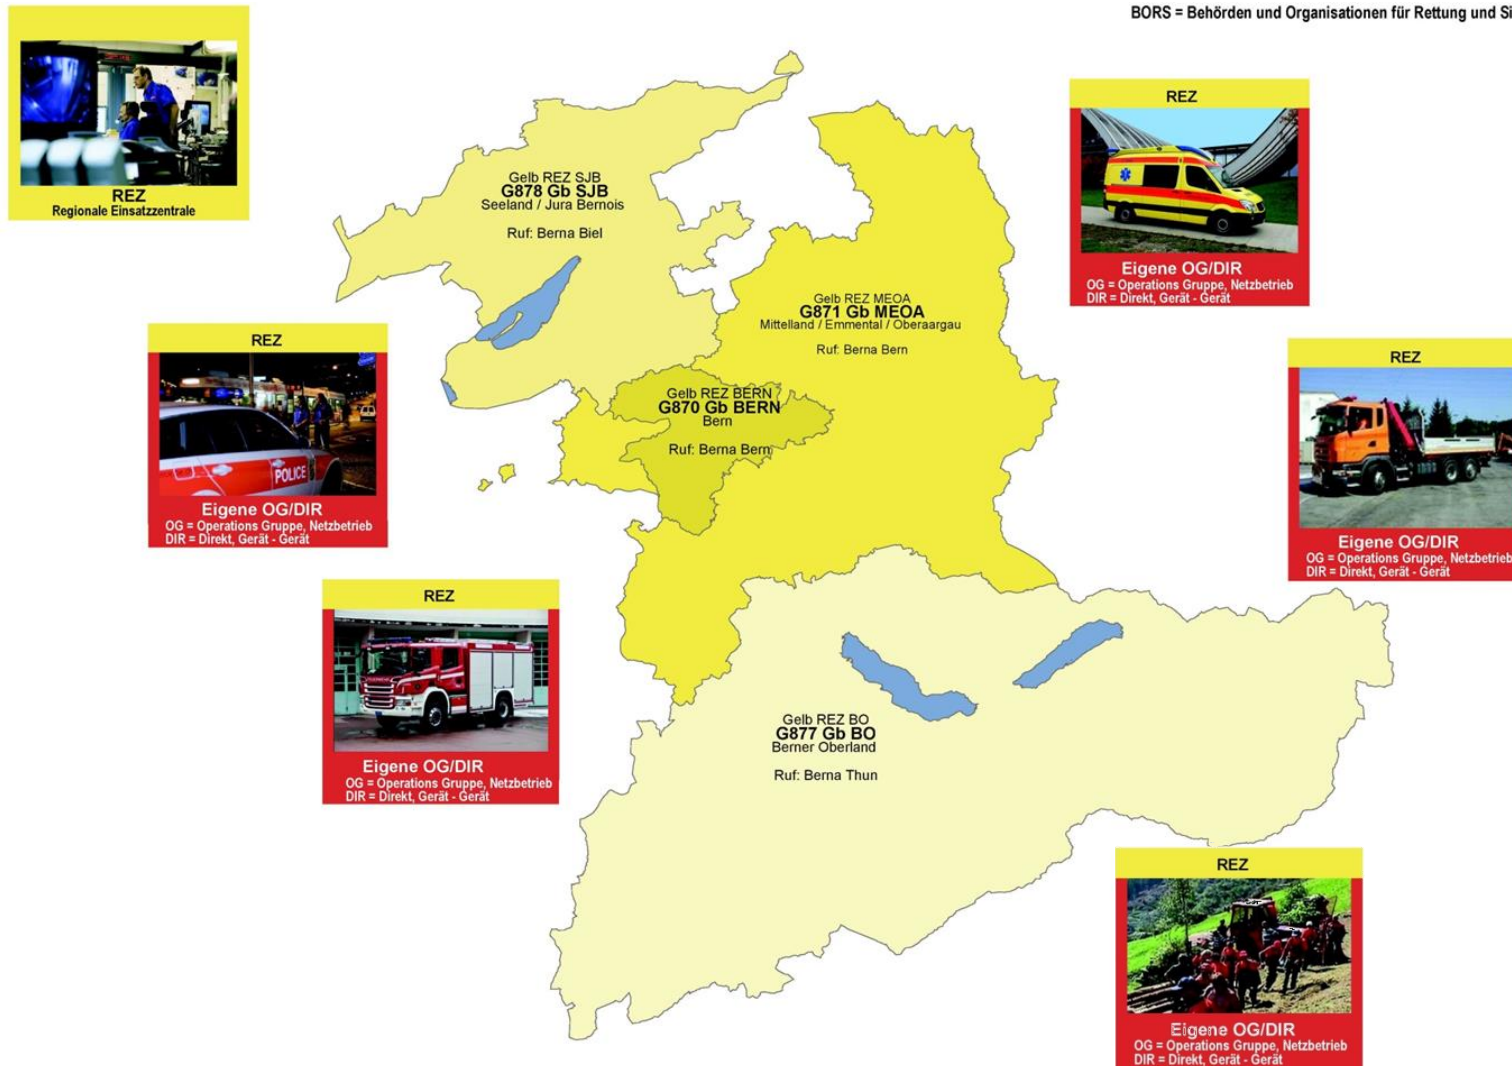 BORS = Behörden und Organisationen für Rettung und
REZ
Regionale Einsatzzentrale
Gelb REZ SJB
G878 Gb SJB
Seeland / Jura Bernois
Ruf: Berna Biel
REZ
Eigene OG/DIR
OG = Operations Gruppe, Netzbetrieb
DIR = Direkt, Gerät - Gerät
Gelb REZ MEOA
G871 Gb MEOA
Mittelland / Emmental / Oberaargau
Ruf: Berna Bern
REZ
POLICE
Eigene OG/DIR
OG = Operations Gruppe, Netzbetrieb
DIR = Direkt, Gerät - Gerät
Gelb REZ BERN
G870 Gb BERN
Bern
Ruf: Berna Bern
REZ
Eigene OG/DIR
OG = Operations Gruppe, Netzbetrieb
DIR = Direkt, Gerät - Gerät
REZ
Eigene OG/DIR
OG = Operations Gruppe, Netzbetrieb
DIR = Direkt, Gerät - Gerät
Gelb REZ BO
G877 Gb BO
Berner Oberland
Ruf: Berna Thun
REZ
Eigene OG/DIR
OG = Operations Gruppe, Netzbetrieb
DIR = Direkt, Gerät - Gerät